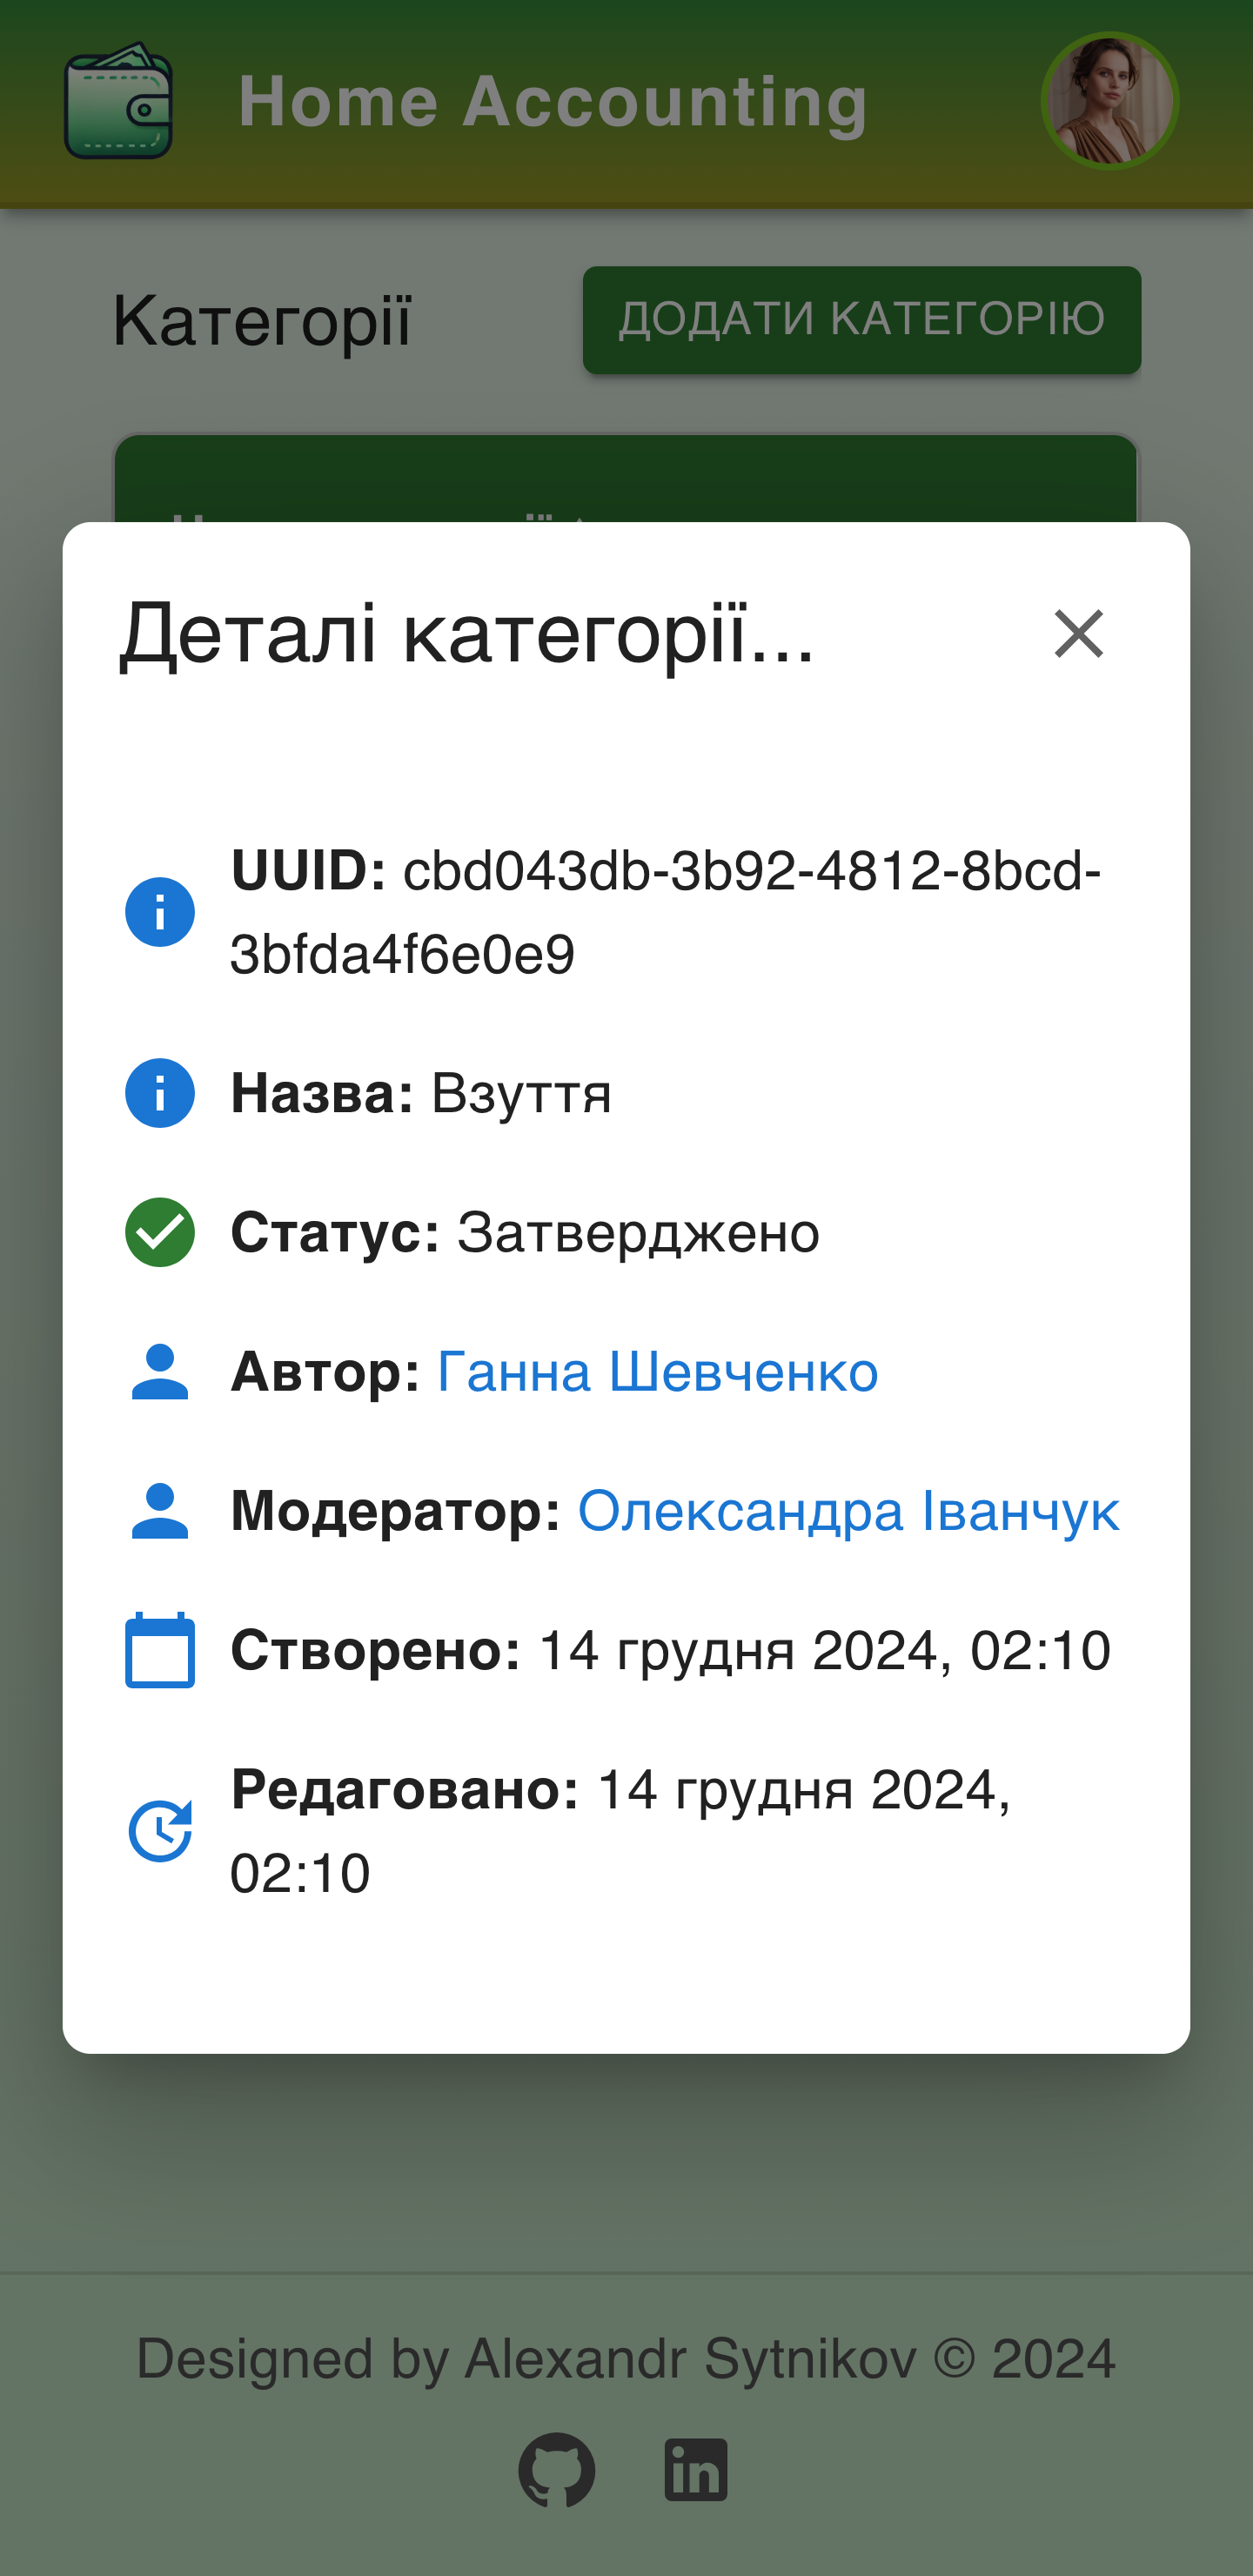 Home Accounting
Категорії
ДОДАТИ КАТЕГОРІЮ
Деталі категорії...
UUID: cbd043db-3b92-4812-8bcd-
3bfda4f6e0e9
Назва: Взуття
Статус: Затверджено
Автор: Ганна Шевченко
Модератор: Олександра Іванчук
Створено: 14 грудня 2024, 02:10
Редаговано: 14 грудня 2024,
02:10
Designed by Alexandr Sytnikov © 2024